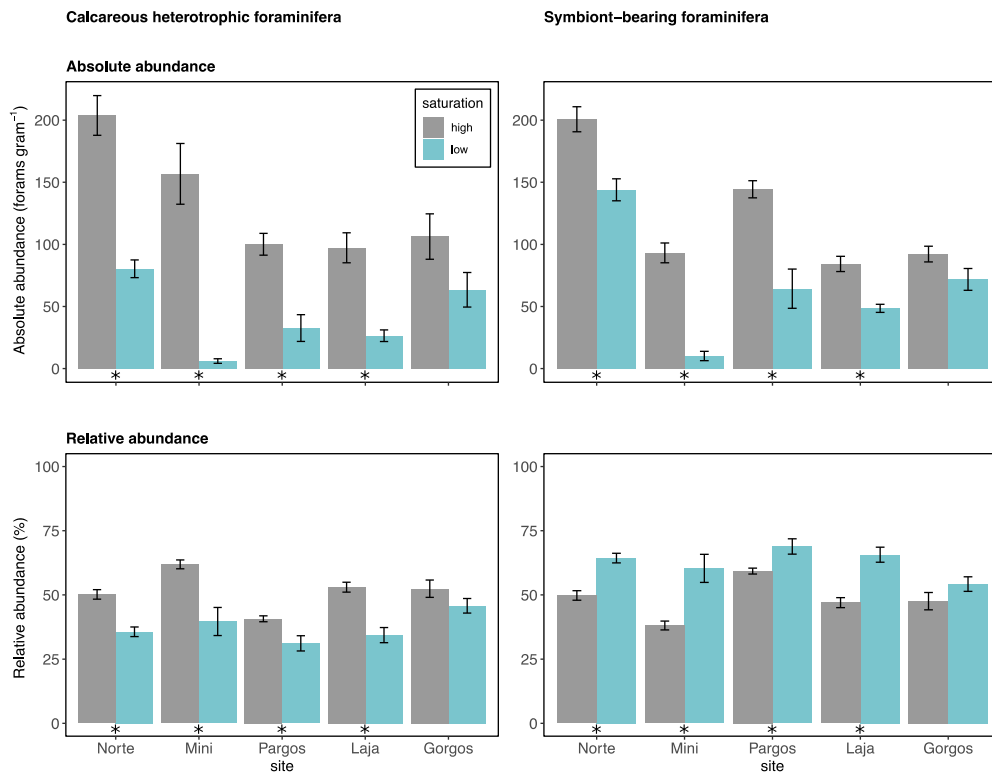 Calcareous heterotrophic foraminifera
Symbiont−bearing foraminifera
Absolute abundance
Absolute abundance (forams gram⁻¹)
200
150
100
50
0
saturation
high
low
* * * *
200
150
100
50
0
* * * *
Relative abundance
Relative abundance (%)
100
75
50
25
0
* * * *
Norte Mini Pargos Laja Gorgos
site
100
75
50
25
0
* * * *
Norte Mini Pargos Laja Gorgos
site